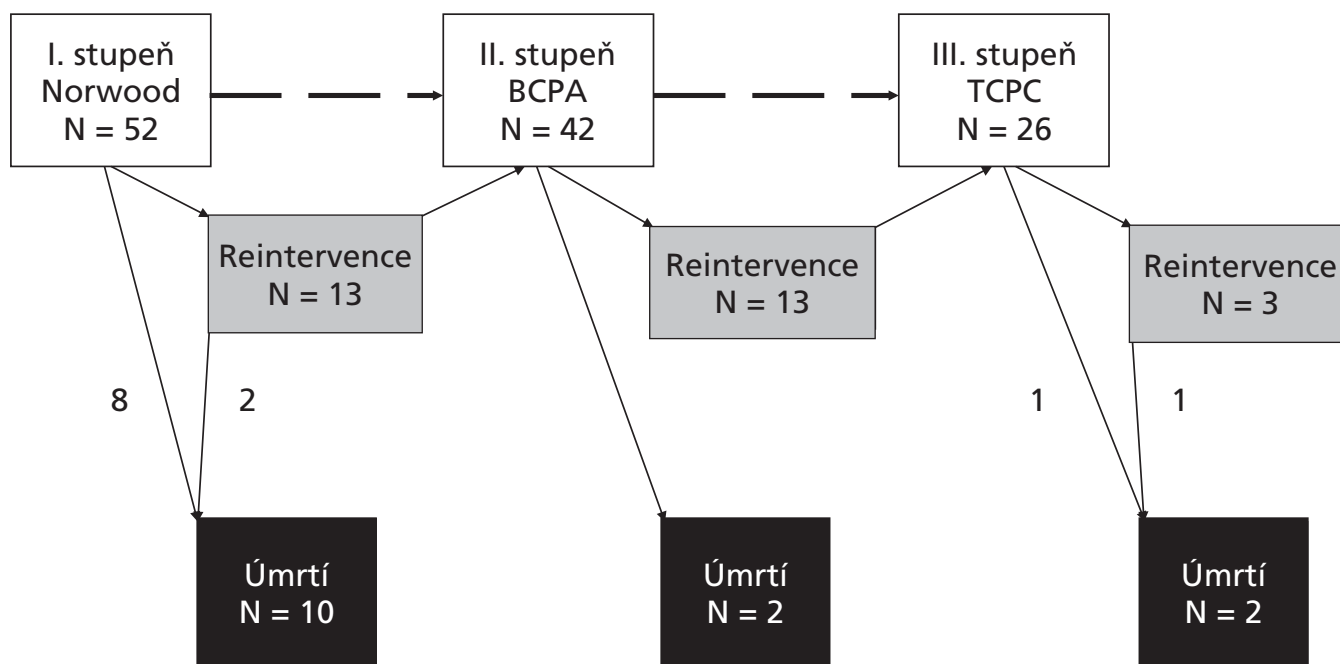 I. stupeň
Norwood
N = 52
II. stupeň
BCPA
N = 42
III. stupeň
TCPC
N = 26
Reintervence
N = 13
Reintervence
N = 13
Reintervence
N = 3
8
2
1
1
Úmrtí
N = 10
Úmrtí
N = 2
Úmrtí
N = 2